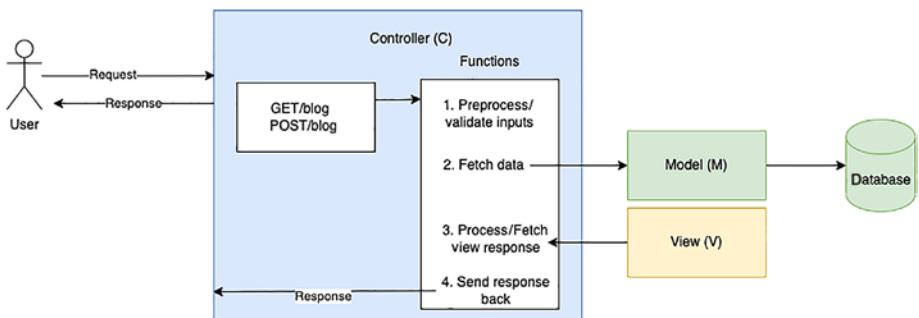 Controller (C)
Functions
Request
Response
User
GET/blog
POST/blog
1. Preprocess/
validate inputs
2. Fetch data
Model (M)
Database
3. Process/Fetch
view response
View (V)
4. Send response
back
Response